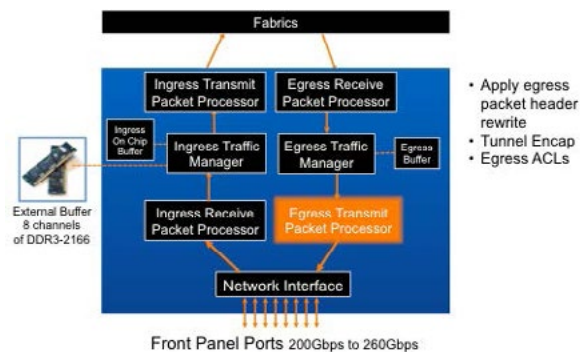 Fabrics
Ingress Transmit
Packet Processor
Egress Receive
Packet Processor
Ingress
On Chip
Buffer
Ingress Traffic
Manager
Egress Traffic
Manager
Egress
Buffer
External Buffer
8 channels
of DDR3-2166
Ingress Receive
Packet Processor
Egress Transmit
Packet Processor
Network Interface
Front Panel Ports 200Gbps to 260Gbps
• Apply egress
packet header
rewrite
• Tunnel Encap
• Egress ACLs